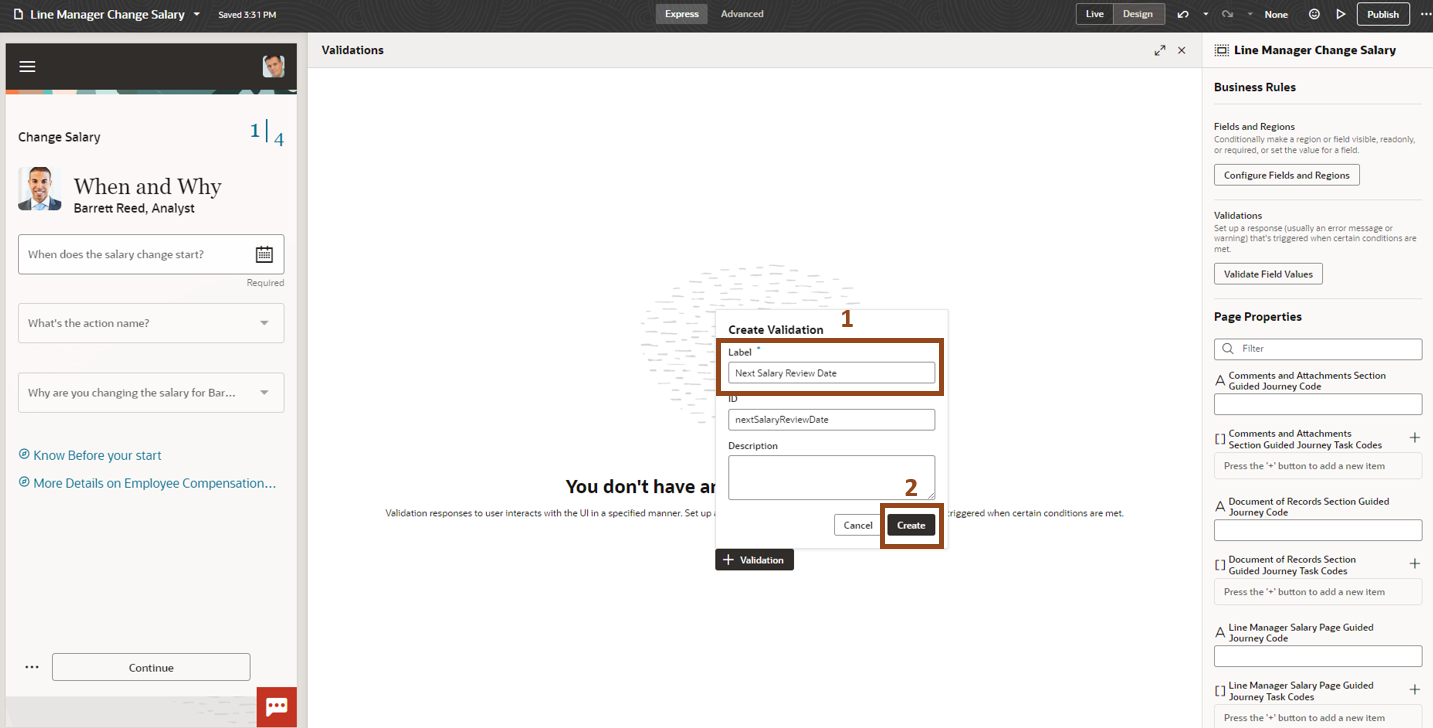 Line Manager Change Salary
Saved 3:31 PM
Express
Advanced
Live
Design
None
Publish
Change Salary
1
4
When and Why
Barrett Reed, Analyst
When does the salary change start?
Required
What's the action name?
Why are you changing the salary for Bar...
Know Before your start
More Details on Employee Compensation...
Continue
Validations
1
Create Validation
Label *
Next Salary Review Date
ID
nextSalaryReviewDate
Description
2
Cancel
Create
You don't have
Validation responses to user interacts with the UI in a specified manner. Set up
triggered when certain conditions are met.
+ Validation
Line Manager Change Salary
Business Rules
Fields and Regions
Conditionally make a region or field visible, readonly,
or required, or set the value for a field.
Configure Fields and Regions
Validations
Set up a response (usually an error message or
warning) that's triggered when certain conditions are
met.
Validate Field Values
Page Properties
Filter
A Comments and Attachments Section
Guided Journey Code
[ ] Comments and Attachments
Section Guided Journey Task Codes
Press the '+' button to add a new item
A Document of Records Section Guided
Journey Code
[ ] Document of Records Section
Guided Journey Task Codes
Press the '+' button to add a new item
A Line Manager Salary Page Guided
Journey Code
[ ] Line Manager Salary Page Guided
Journey Task Codes
Press the '+' button to add a new item